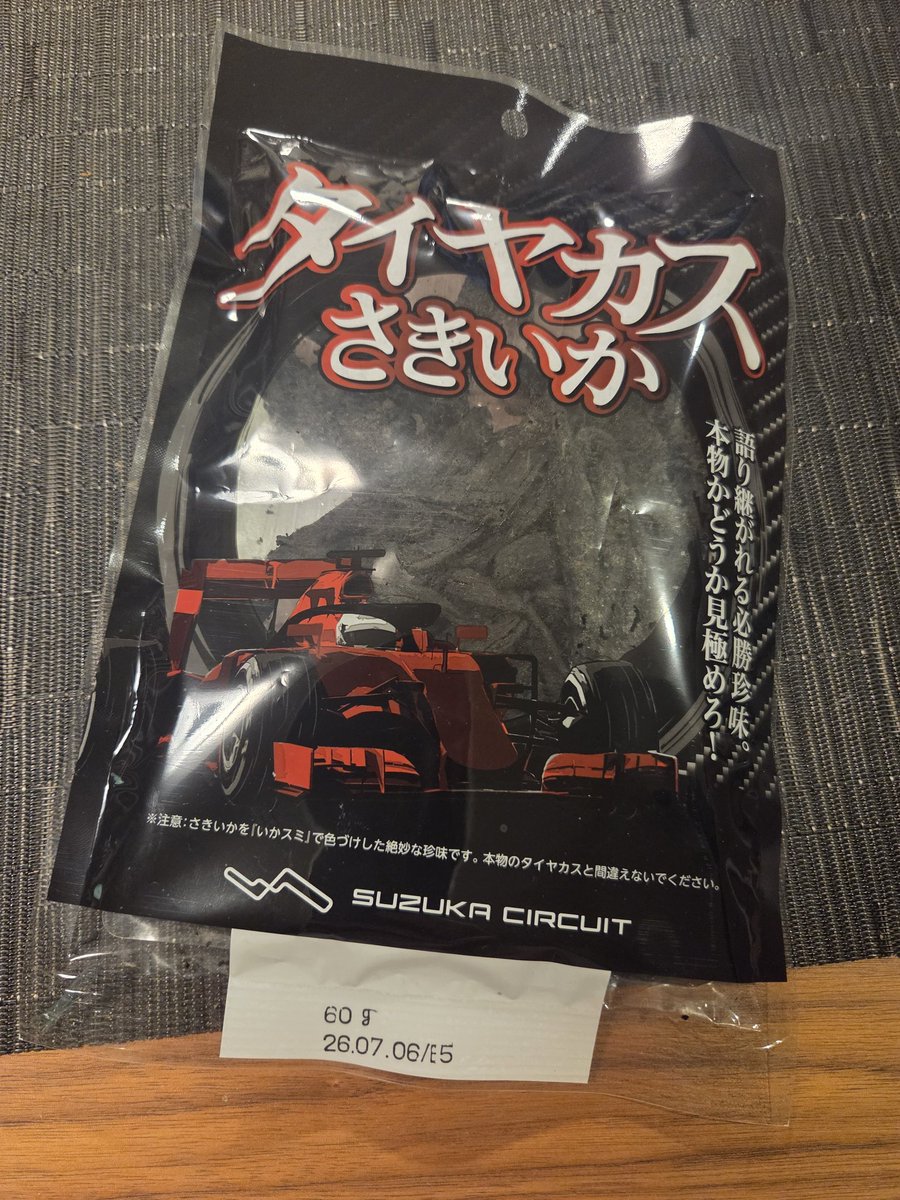 タイヤカス
さきいか
語り継がれる必勝珍味。
本物かどうか見極めろ！
※注意：さきいかを『いかスミ』で色づけした絶妙な珍味です。本物のタイヤカスと間違えないでください。
SUZUKA CIRCUIT
60 g
26.07.06/E5